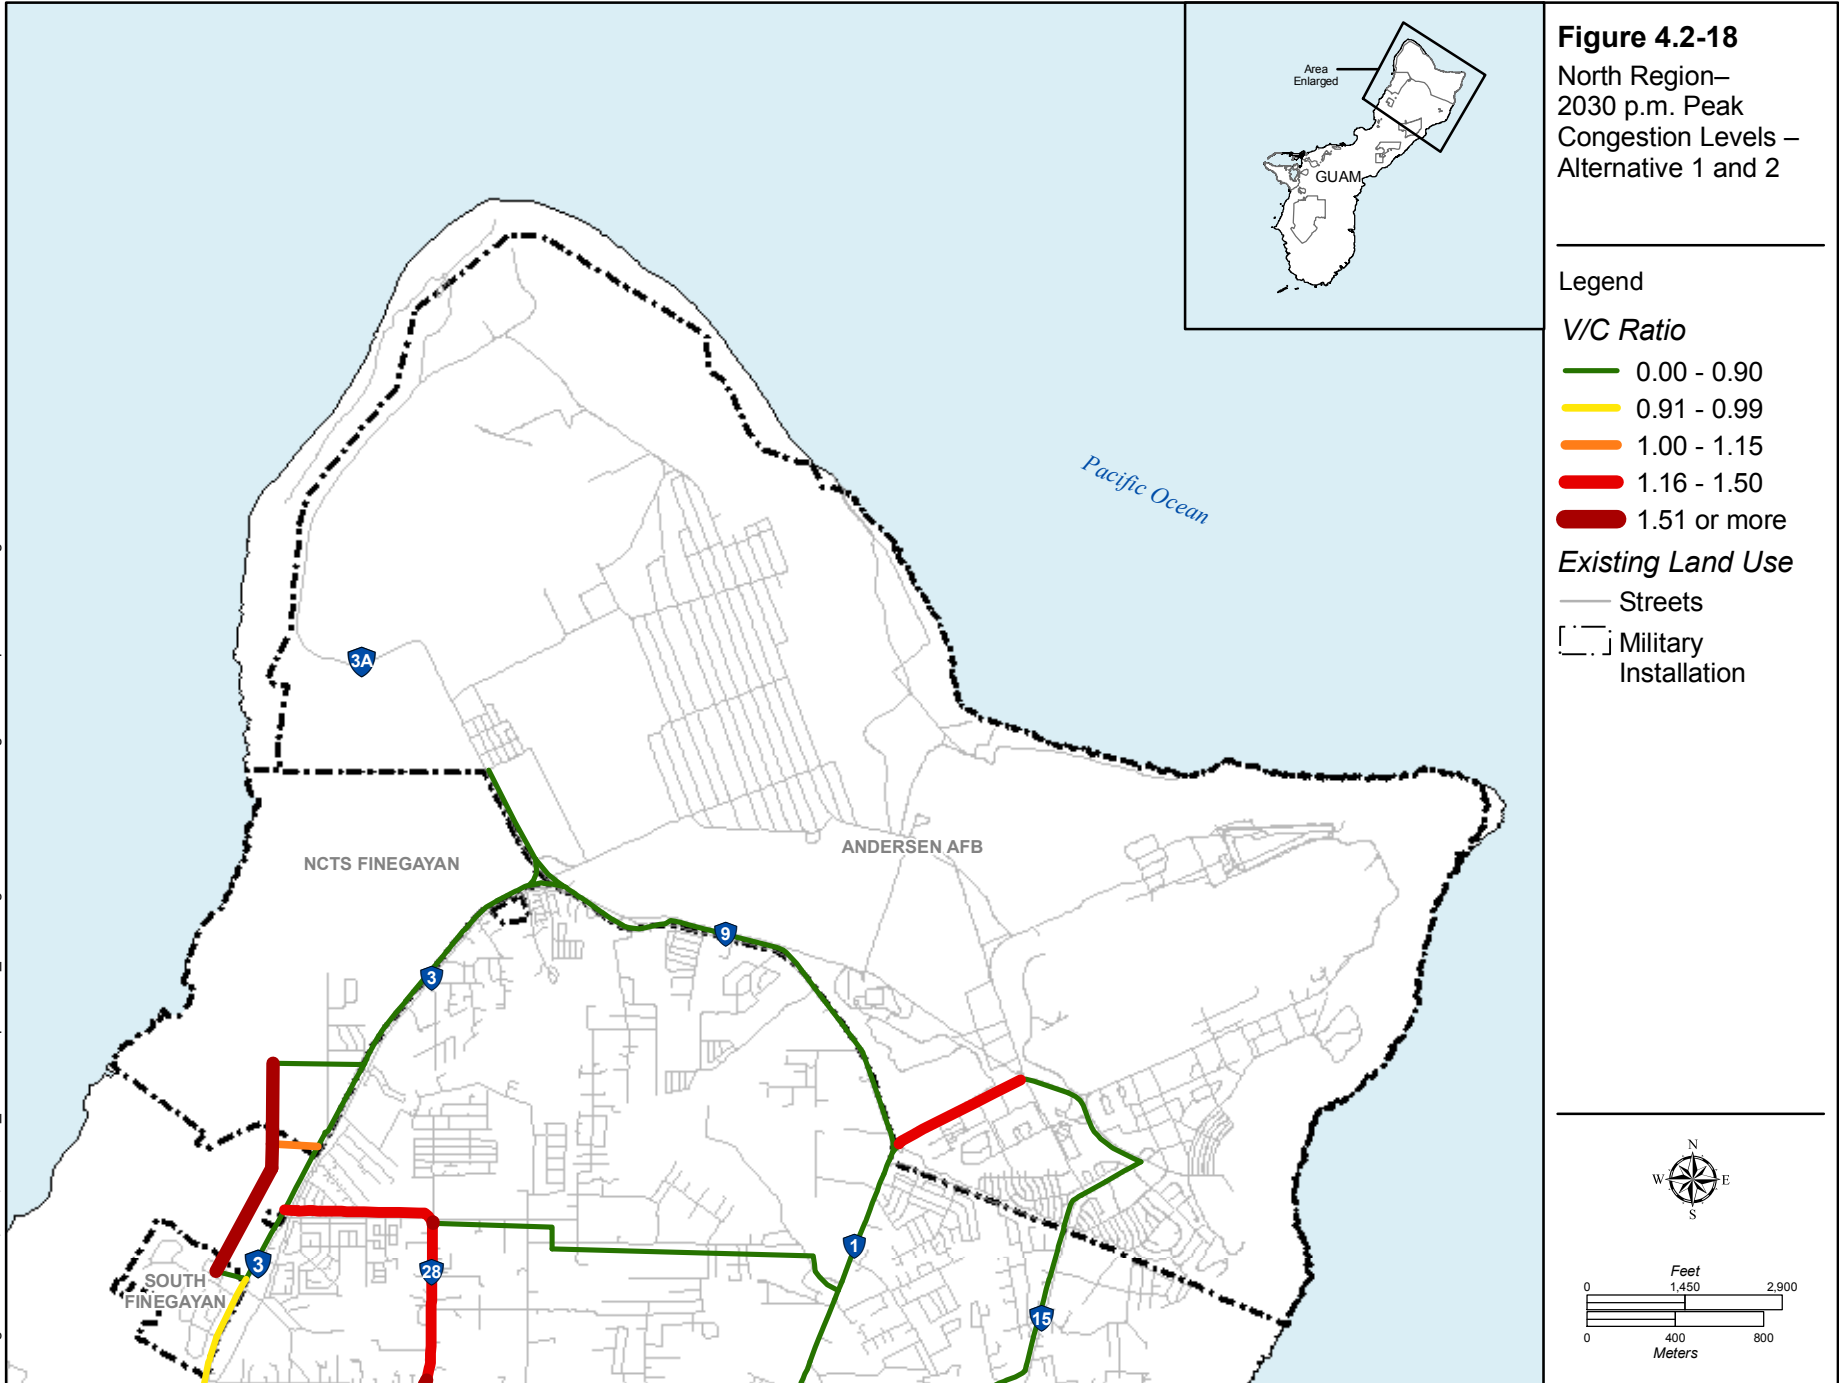 Figure 4.2-18
North Region–
2030 p.m. Peak
Congestion Levels –
Alternative 1 and 2
Legend
V/C Ratio
0.00 - 0.90
0.91 - 0.99
1.00 - 1.15
1.16 - 1.50
1.51 or more
Existing Land Use
Streets
Military
Installation
Area
Enlarged
GUAM
Pacific Ocean
3A
NCTS FINEGAYAN
ANDERSEN AFB
9
3
3
28
1
15
SOUTH
FINEGAYAN
N
W E
S
Feet
0 1,450 2,900
0 400 800
Meters